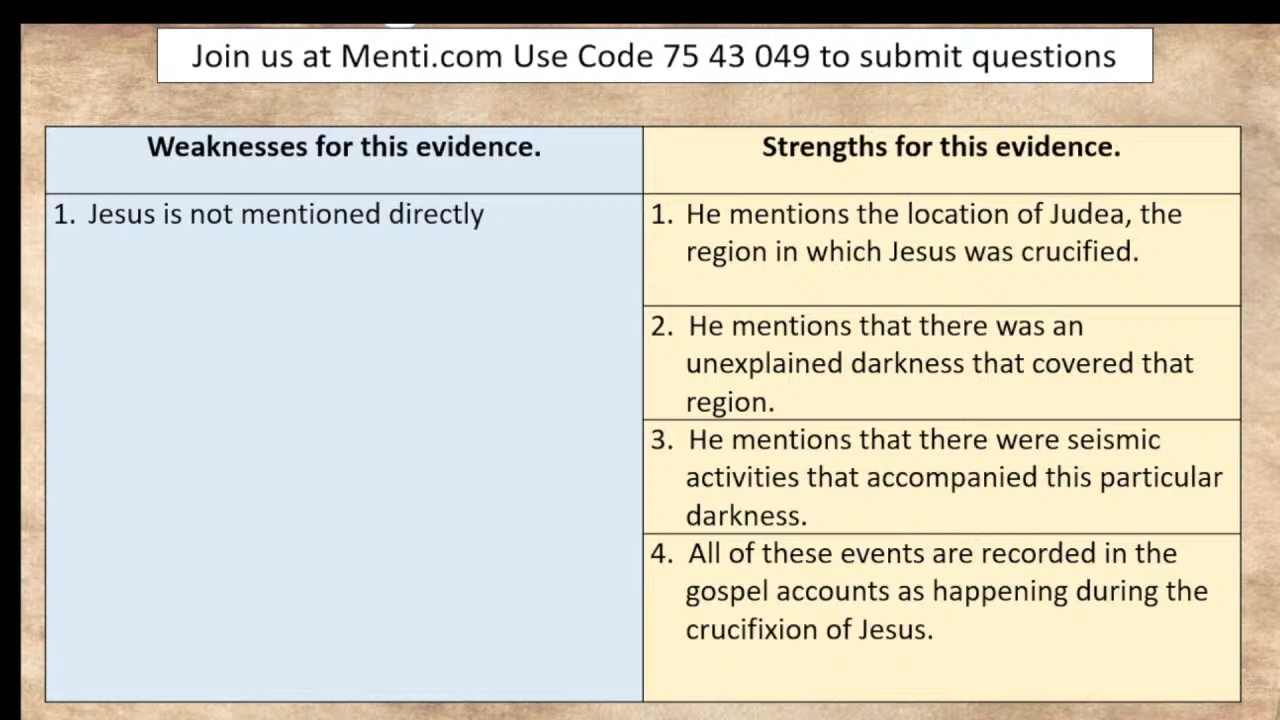 Join us at Menti.com Use Code 75 43 049 to submit questions
Weaknesses for this evidence.
1. Jesus is not mentioned directly
Strengths for this evidence.
1. He mentions the location of Judea, the
region in which Jesus was crucified.
2. He mentions that there was an
unexplained darkness that covered that
region.
3. He mentions that there were seismic
activities that accompanied this particular
darkness.
4. All of these events are recorded in the
gospel accounts as happening during the
crucifixion of Jesus.